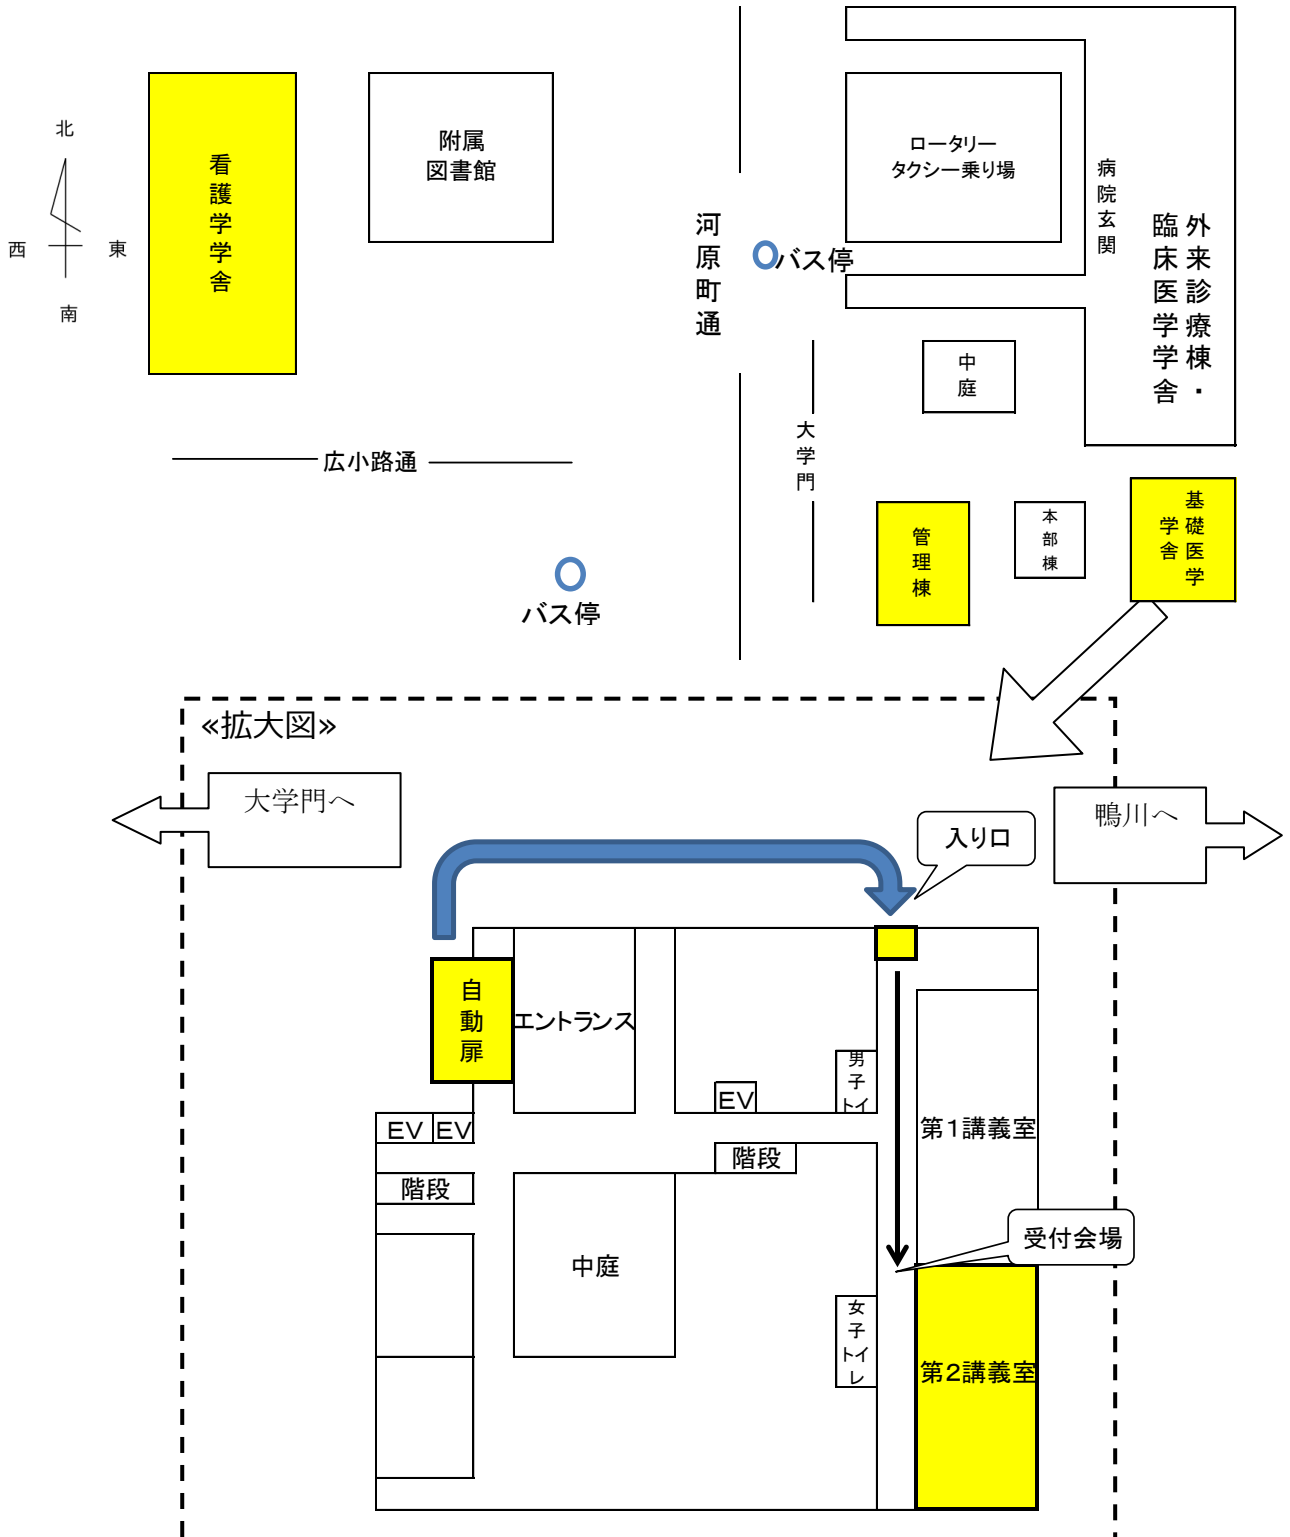 北
西
東
南
看護学学舎
附属
図書館
河原町通
バス停
ロータリー
タクシー乗り場
病院玄関
外来診療棟・
臨床医学学舎
中庭
大学門
広小路通
バス停
管理棟
本部棟
基礎医学
学舎
≪拡大図≫
大学門へ
鴨川へ
入り口
自動扉
エントランス
男子トイ
EV
EV
EV
第1講義室
階段
階段
中庭
受付会場
女子トイレ
第2講義室